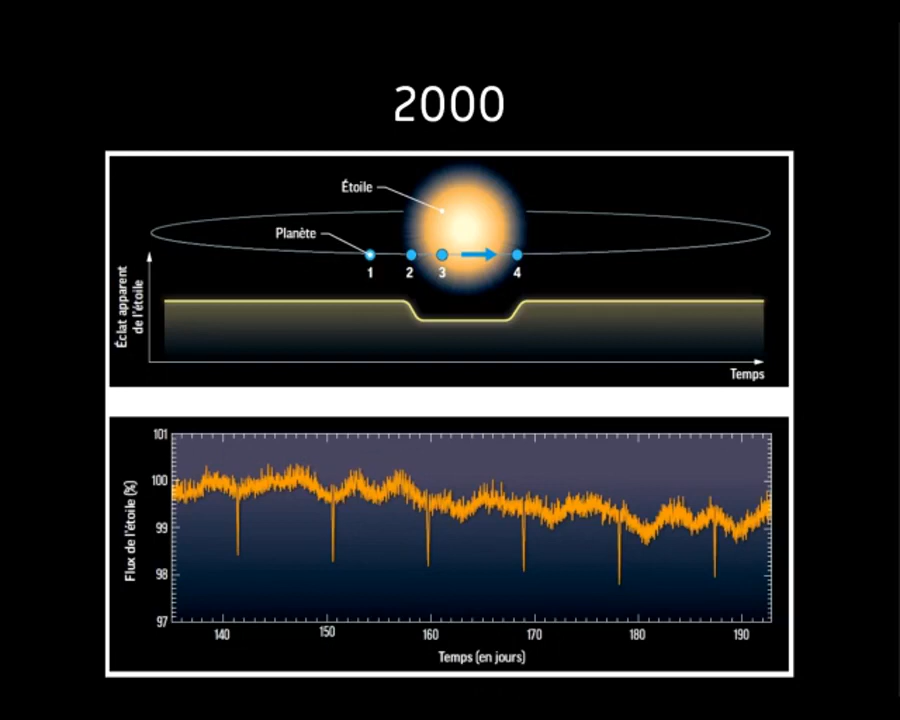 2000
Étoile
Planète
1 2 3 4
Éclat apparent
de l'étoile
Temps
101
100
99
98
97
Flux de l'étoile (%)
140 150 160 170 180 190
Temps (en jours)